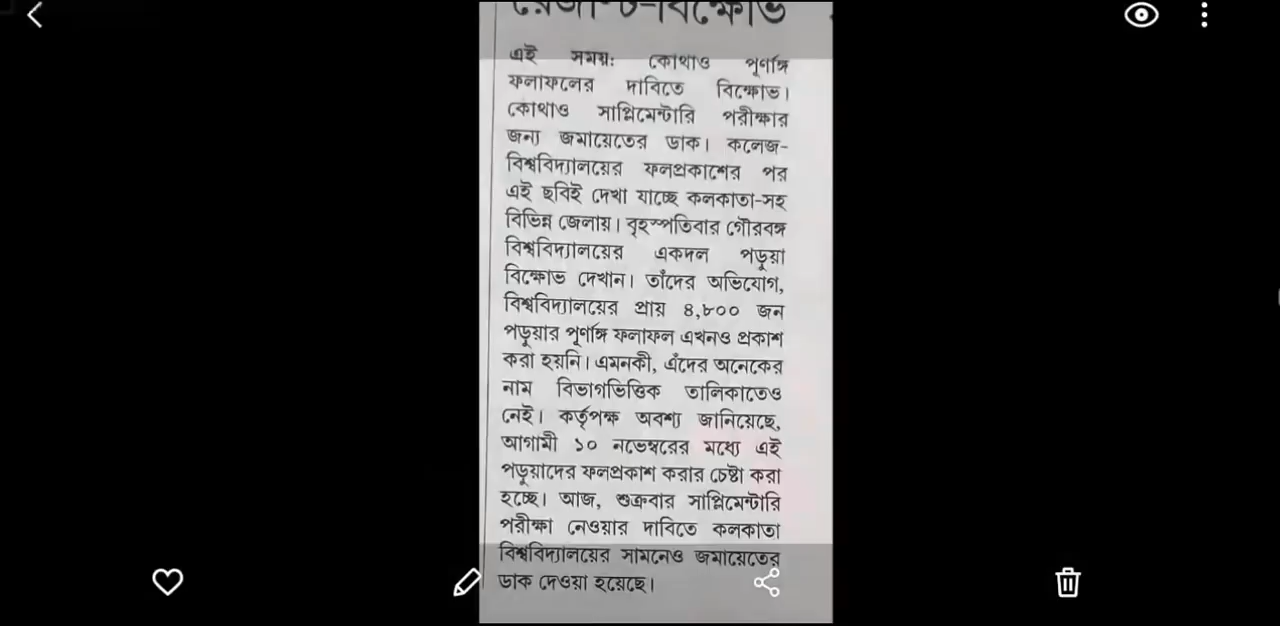 রেজাল্ট-বিক্ষোভ
এই সময়: কোথাও পূর্ণাঙ্গ
ফলাফলের দাবিতে বিক্ষোভ।
কোথাও সাপ্লিমেন্টারি পরীক্ষার
জন্য জমায়েতের ডাক। কলেজ-
বিশ্ববিদ্যালয়ের ফলপ্রকাশের পর
এই ছবিই দেখা যাচ্ছে কলকাতা-সহ
বিভিন্ন জেলায়। বৃহস্পতিবার গৌরবঙ্গ
বিশ্ববিদ্যালয়ের একদল পড়ুয়া
বিক্ষোভ দেখান। তাঁদের অভিযোগ,
বিশ্ববিদ্যালয়ের প্রায় ৪,৮০০ জন
পড়ুয়ার পূর্ণাঙ্গ ফলাফল এখনও প্রকাশ
করা হয়নি। এমনকী, এঁদের অনেকের
নাম বিভাগভিত্তিক তালিকাতেও
নেই। কর্তৃপক্ষ অবশ্য জানিয়েছে,
আগামী ১০ নভেম্বরের মধ্যে এই
পড়ুয়াদের ফলপ্রকাশ করার চেষ্টা করা
হচ্ছে। আজ, শুক্রবার সাপ্লিমেন্টারি
পরীক্ষা নেওয়ার দাবিতে কলকাতা
বিশ্ববিদ্যালয়ের সামনেও জমায়েতের
ডাক দেওয়া হয়েছে।